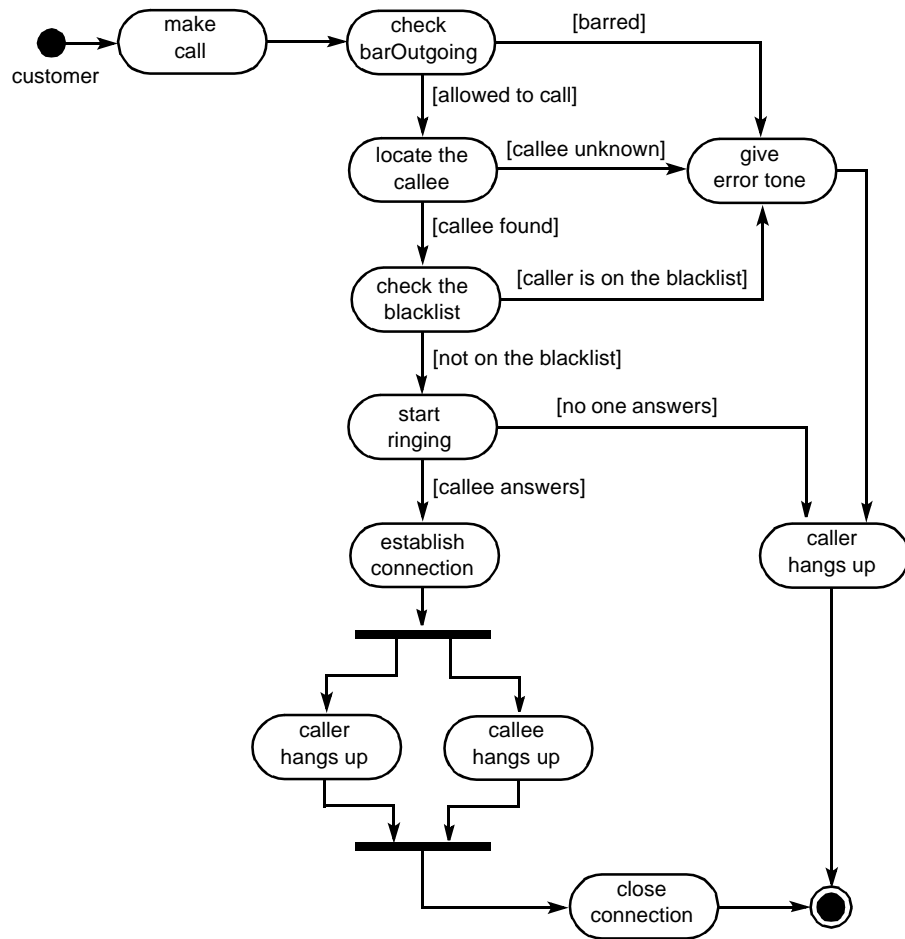 make
call
check
barOutgoing
[barred]
customer
[allowed to call]
locate the
callee
[callee unknown]
give
error tone
[callee found]
check the
blacklist
[caller is on the blacklist]
[not on the blacklist]
start
ringing
[no one answers]
[callee answers]
establish
connection
caller
hangs up
caller
hangs up
callee
hangs up
close
connection